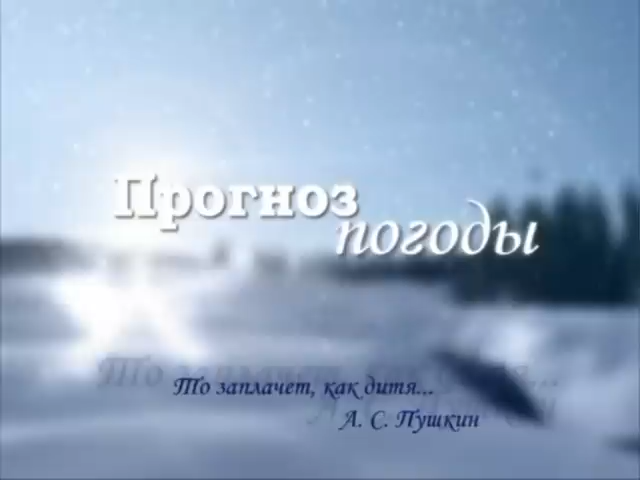 Прогноз
погоды
То заплачет, как дитя...
А. С. Пушкин